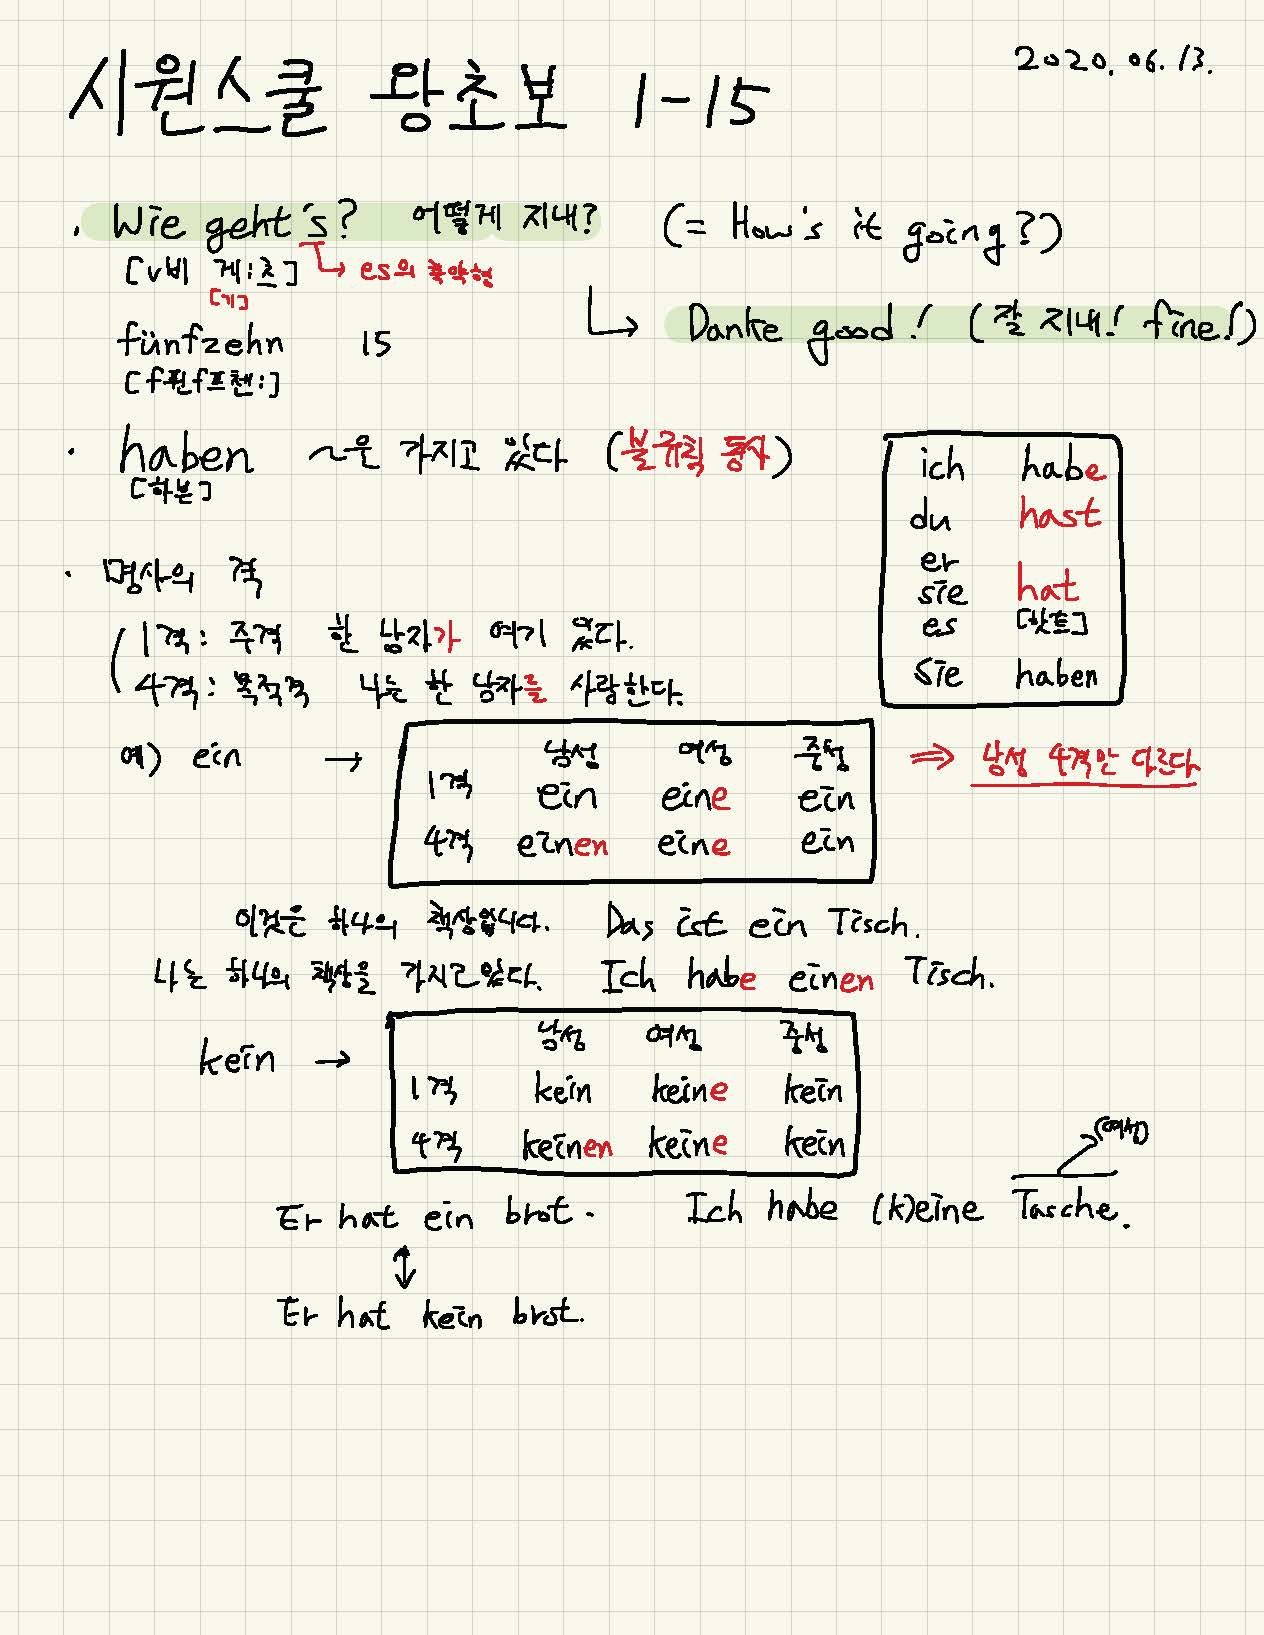 2020. 06. 13.
시원스쿨 왕초보 1-15
· Wie geht's? 어떻게 지내? (= How's it going?)
[v비 게:츠] → es의 축약형
[기]
→ Danke good! (잘 지내! fine!)
fünfzehn 15
[f퓐f프첸:]
· haben ~은 가지고 있다 (불규칙 동사)
[하븐]
ich habe
du hast
er
sie hat
es [핫트]
Sie haben
· 명사의 격
1격: 주격 한 남자가 여기 있다.
4격: 목적격 나는 한 남자를 사람한다.
예) ein →
남성 여성 중성
1격 ein eine ein
4격 einen eine ein
⇒ 남성 4격만 다르다
이것은 하나의 책상입니다. Das ist ein Tisch.
나는 하나의 책상을 가지고있다. Ich habe einen Tisch.
kein →
남성 여성 중성
1격 kein keine kein
4격 keinen keine kein
(여성)
Er hat ein brot. Ich habe (k)eine Tasche.
↕
Er hat kein brot.